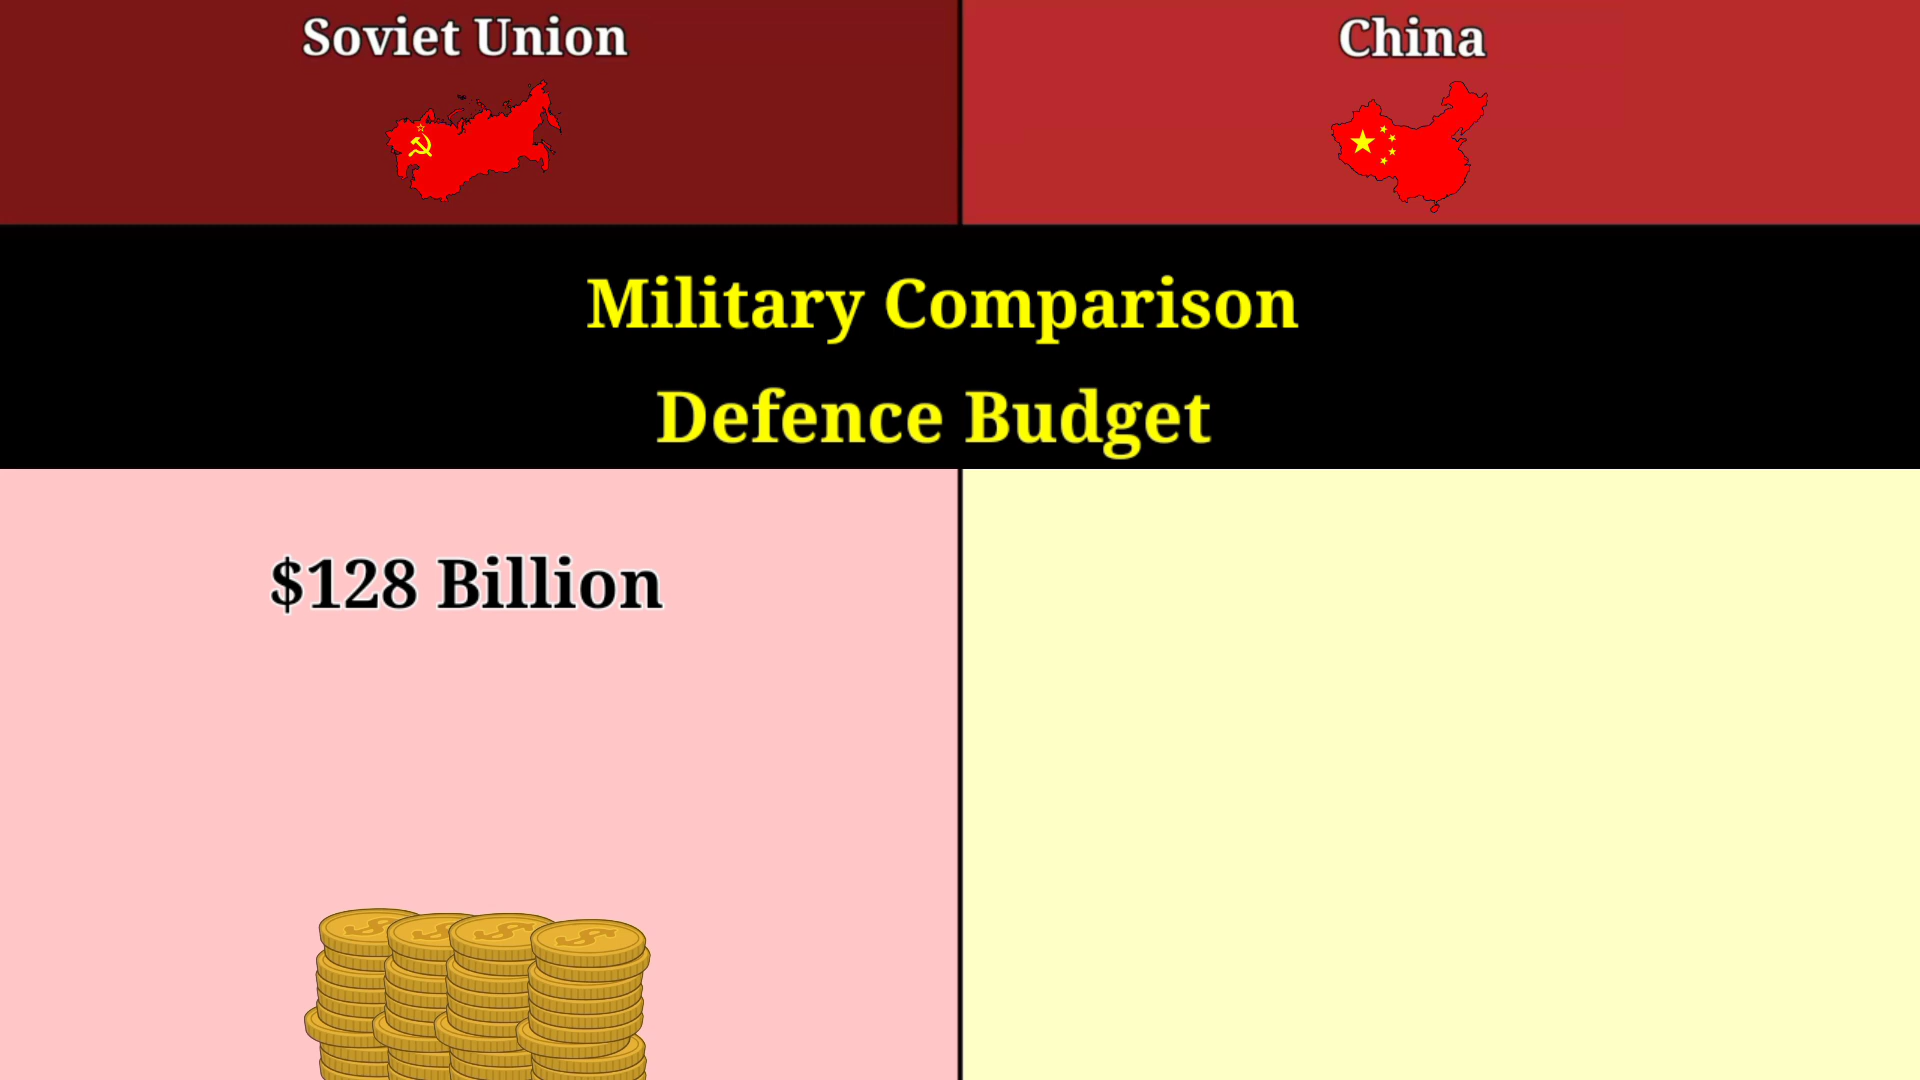 Soviet Union
China
Military Comparison
Defence Budget
$128 Billion